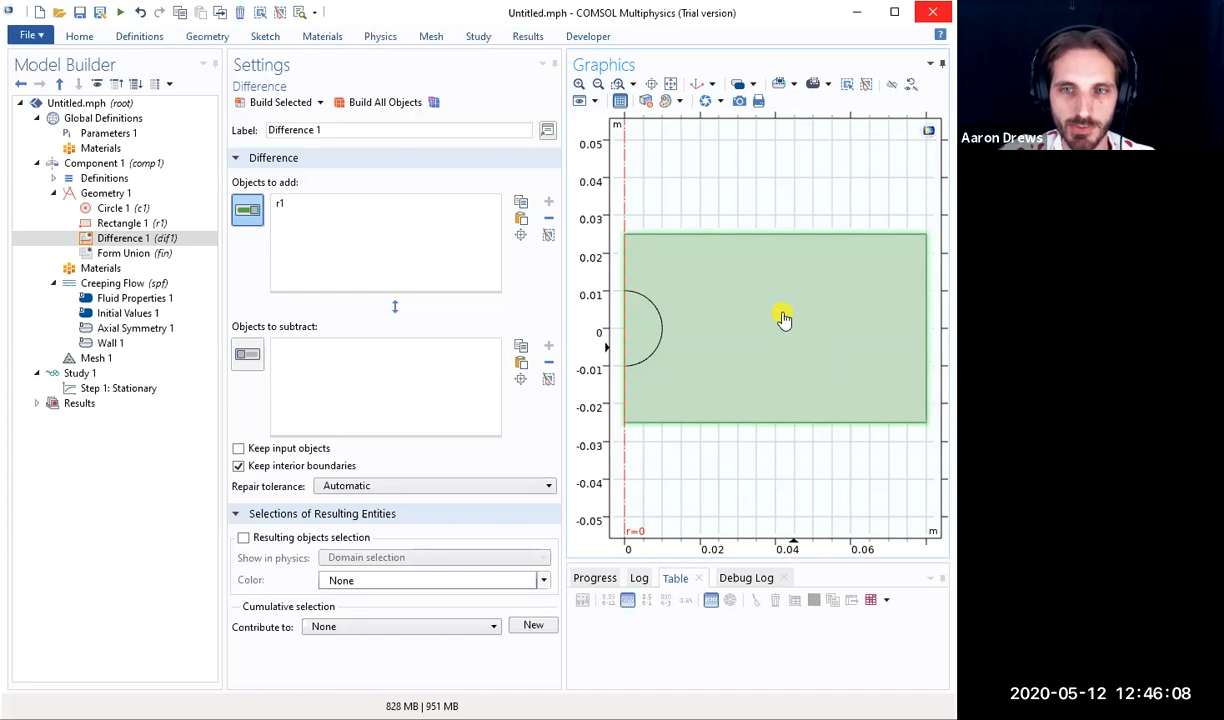 Untitled.mph - COMSOL Multiphysics (Trial version)
File
Home
Definitions
Geometry
Sketch
Materials
Physics
Mesh
Study
Results
Developer
Model Builder
Untitled.mph (root)
Global Definitions
Pi Parameters 1
Materials
Component 1 (comp1)
Definitions
Geometry 1
Circle 1 (c1)
Rectangle 1 (r1)
Difference 1 (dif1)
Form Union (fin)
Materials
Creeping Flow (spf)
Fluid Properties 1
Initial Values 1
Axial Symmetry 1
Wall 1
Mesh 1
Study 1
Step 1: Stationary
Results
Settings
Difference
Build Selected
Build All Objects
Label: Difference 1
Difference
Objects to add:
r1
Objects to subtract:
Keep input objects
Keep interior boundaries
Repair tolerance: Automatic
Selections of Resulting Entities
Resulting objects selection
Show in physics: Domain selection
Color: None
Cumulative selection
Contribute to: None New
Graphics
m
0.05
0.04
0.03
0.02
0.01
0
-0.01
-0.02
-0.03
-0.04
-0.05
r=0
m
0 0.02 0.04 0.06
Progress
Log
Table
Debug Log
828 MB | 951 MB
Aaron Drews
2020-05-12 12:46:08